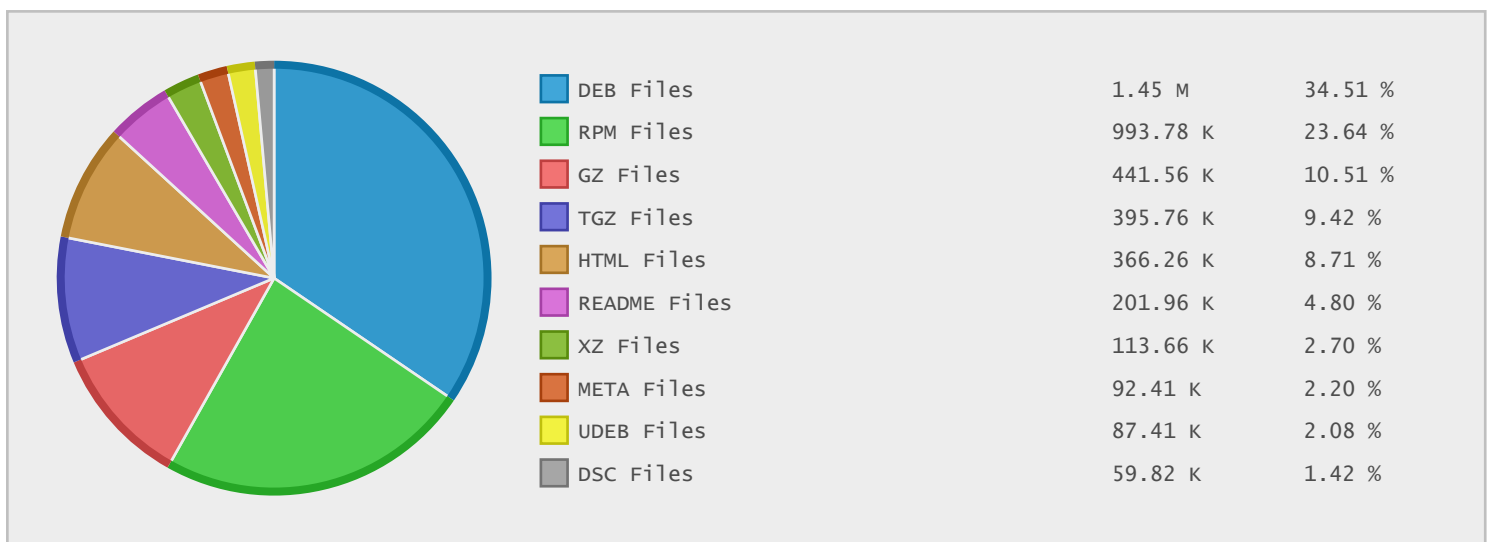 DEB Files 1.45 M 34.51 %
RPM Files 993.78 K 23.64 %
GZ Files 441.56 K 10.51 %
TGZ Files 395.76 K 9.42 %
HTML Files 366.26 K 8.71 %
README Files 201.96 K 4.80 %
XZ Files 113.66 K 2.70 %
META Files 92.41 K 2.20 %
UDEB Files 87.41 K 2.08 %
DSC Files 59.82 K 1.42 %